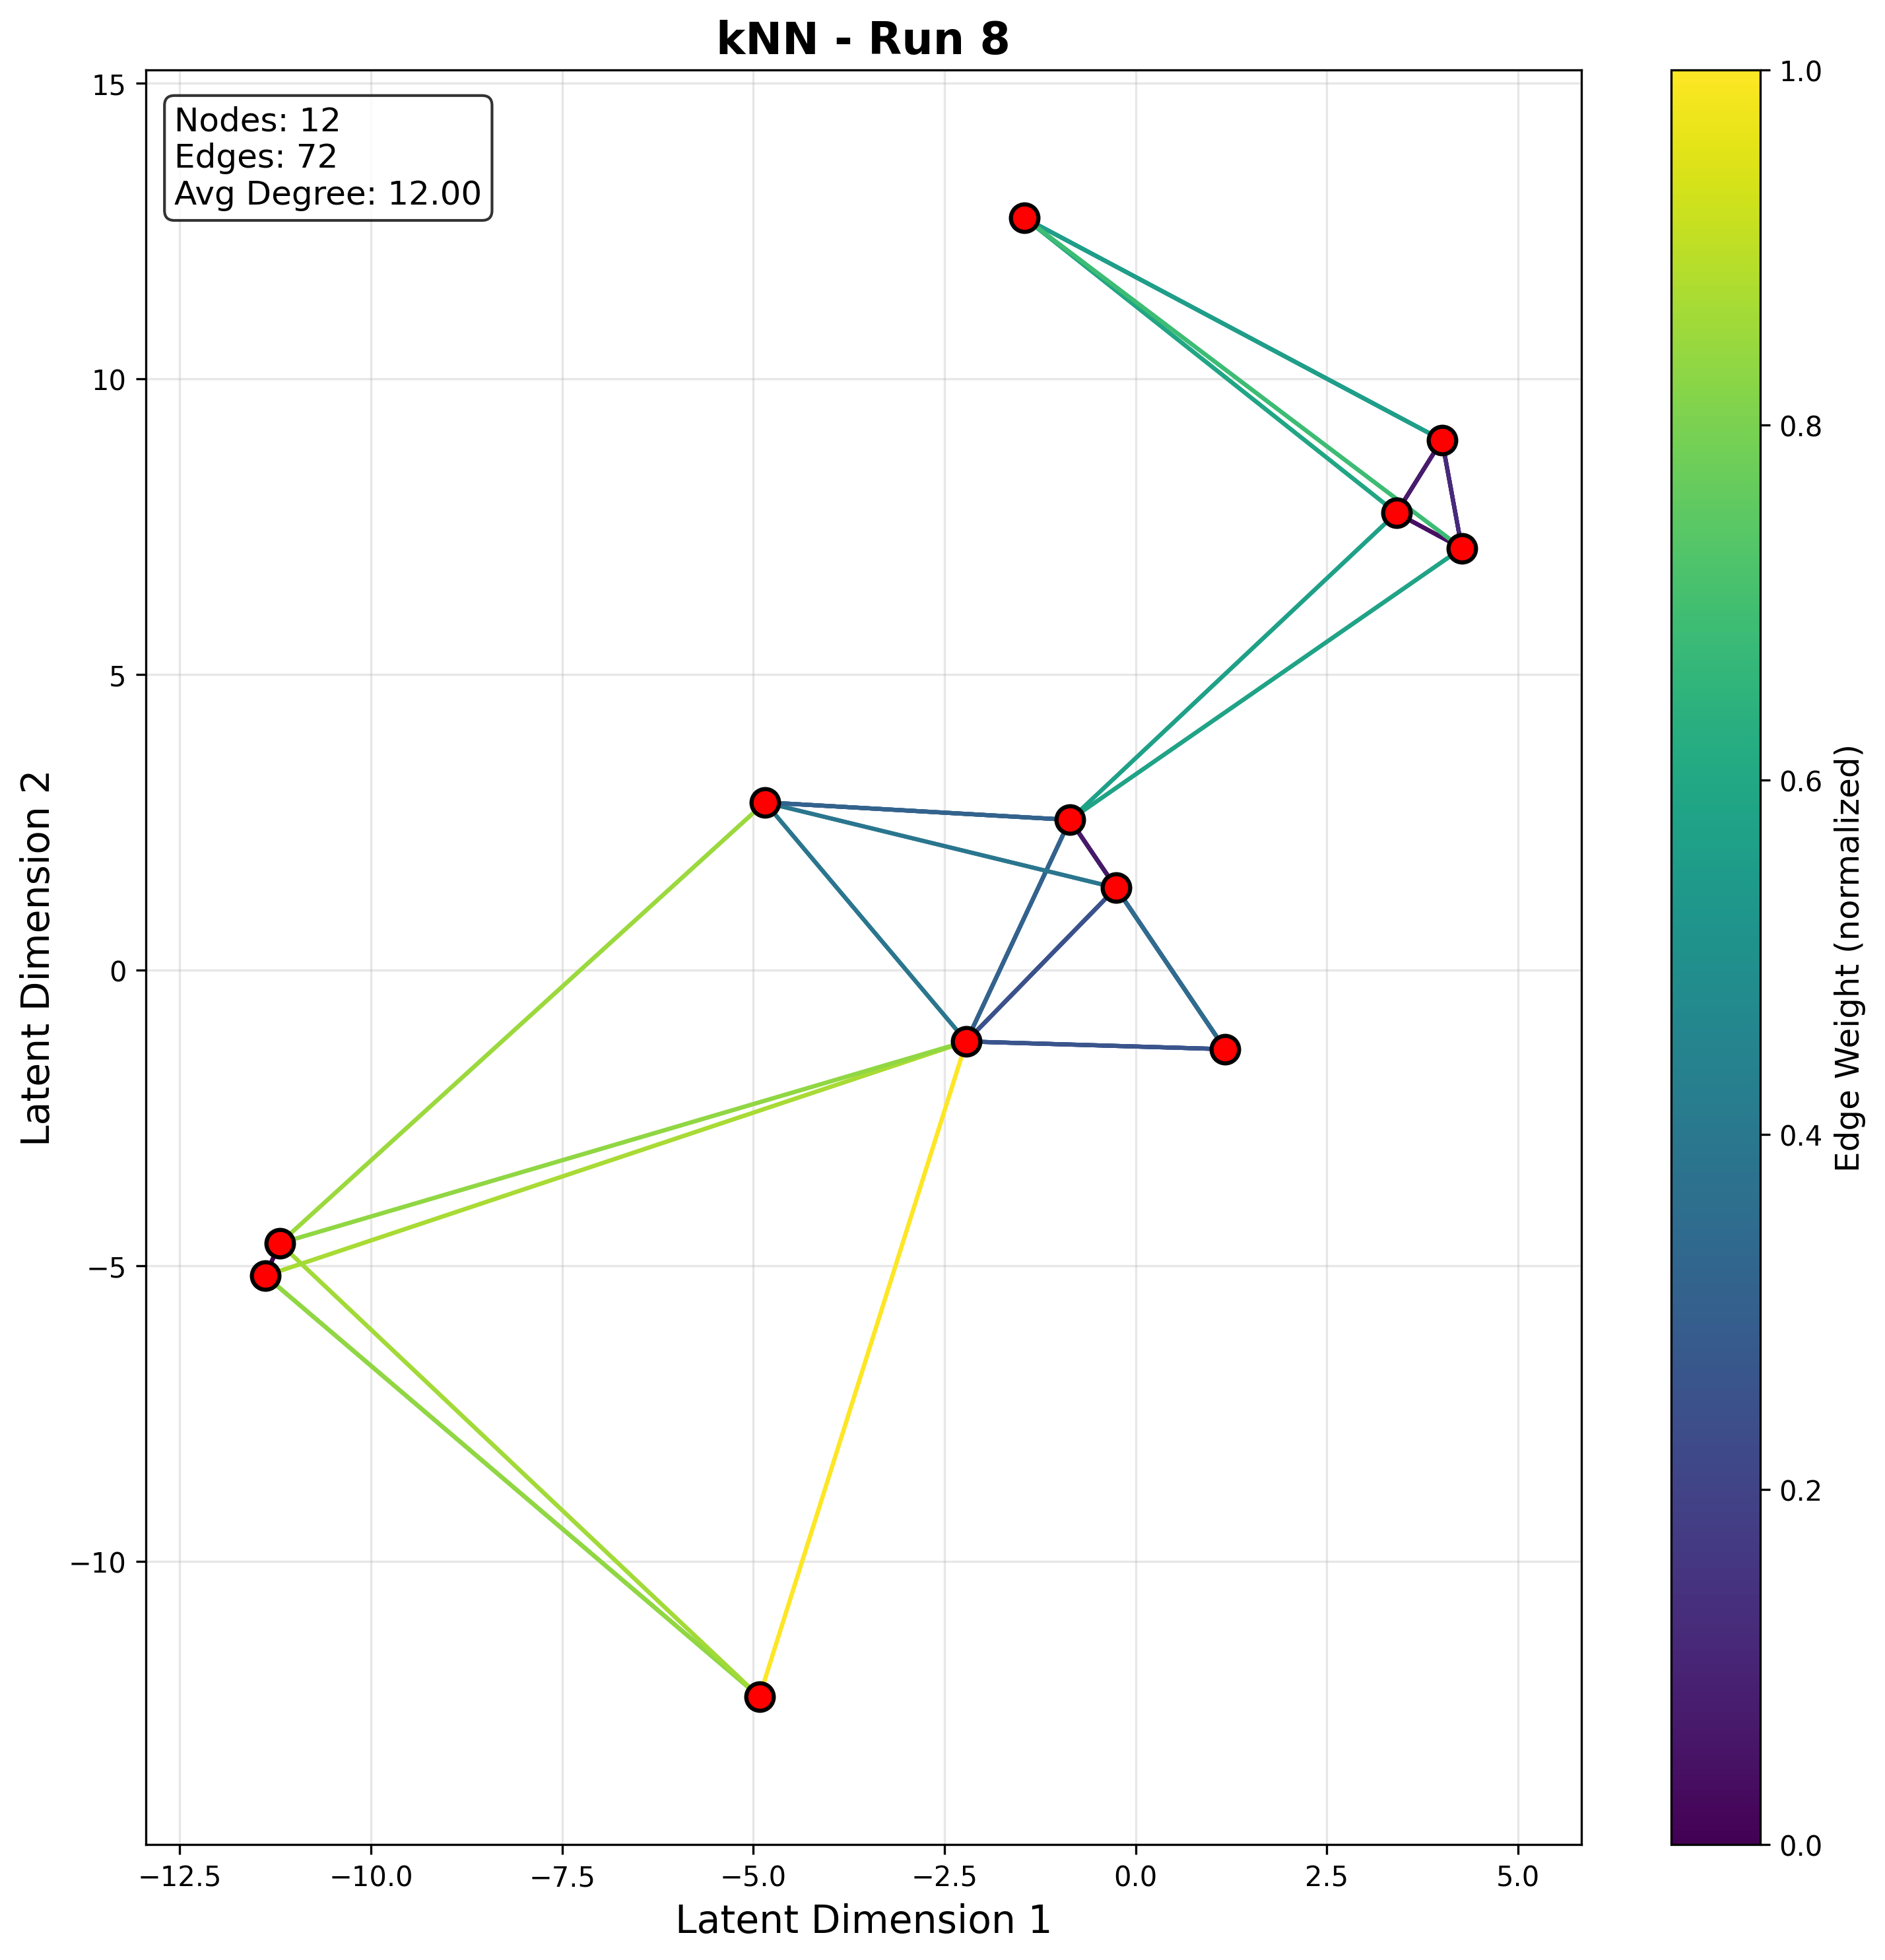 kNN - Run 8
Nodes: 12
Edges: 72
Avg Degree: 12.00
15
10
5
0
−5
−10
Latent Dimension 2
−12.5
−10.0
−7.5
−5.0
−2.5
0.0
2.5
5.0
Latent Dimension 1
1.0
0.8
0.6
0.4
0.2
0.0
Edge Weight (normalized)